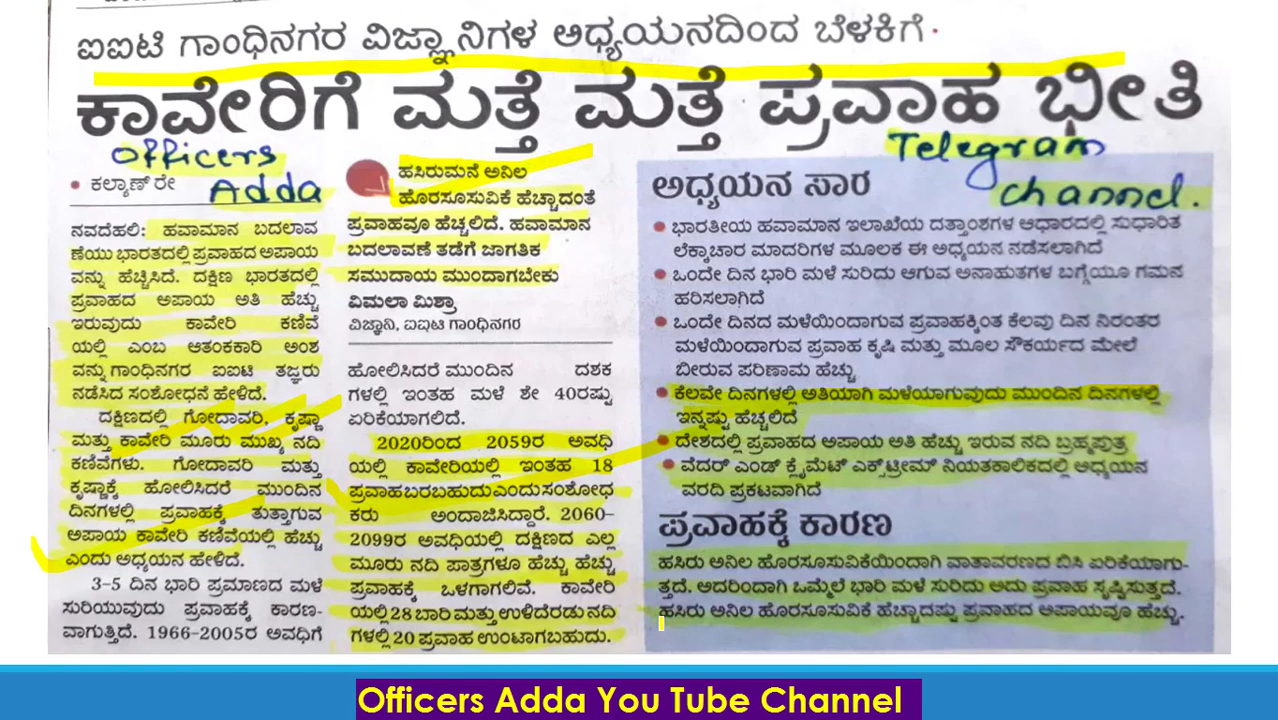 ಐಐಟಿ ಗಾಂಧಿನಗರ ವಿಜ್ಞಾನಿಗಳ ಅಧ್ಯಯನದಿಂದ ಬೆಳಕಿಗೆ
ಕಾವೇರಿಗೆ ಮತ್ತೆ ಮತ್ತೆ ಪ್ರವಾಹ ಭೀತಿ
Officers
Adda
Telegram
channel.
• ಕಲ್ಯಾಣ್ ರೇ
ನವದೆಹಲಿ: ಹವಾಮಾನ ಬದಲಾವ
ಣೆಯು ಭಾರತದಲ್ಲಿ ಪ್ರವಾಹದ ಅಪಾಯ
ವನ್ನು ಹೆಚ್ಚಿಸಿದೆ. ದಕ್ಷಿಣ ಭಾರತದಲ್ಲಿ
ಪ್ರವಾಹದ ಅಪಾಯ ಅತಿ ಹೆಚ್ಚು
ಇರುವುದು ಕಾವೇರಿ ಕಣಿವೆ
ಯಲ್ಲಿ ಎಂಬ ಆತಂಕಕಾರಿ ಅಂಶ
ವನ್ನು ಗಾಂಧಿನಗರ ಐಐಟಿ ತಜ್ಞರು
ನಡೆಸಿದ ಸಂಶೋಧನೆ ಹೇಳಿದೆ.
ದಕ್ಷಿಣದಲ್ಲಿ ಗೋದಾವರಿ, ಕೃಷ್ಣಾ
ಮತ್ತು ಕಾವೇರಿ ಮೂರು ಮುಖ್ಯ ನದಿ
ಕಣಿವೆಗಳು. ಗೋದಾವರಿ ಮತ್ತು
ಕೃಷ್ಣಾಕ್ಕೆ ಹೋಲಿಸಿದರೆ ಮುಂದಿನ
ದಿನಗಳಲ್ಲಿ ಪ್ರವಾಹಕ್ಕೆ ತುತ್ತಾಗುವ
ಅಪಾಯ ಕಾವೇರಿ ಕಣಿವೆಯಲ್ಲಿ ಹೆಚ್ಚು
ಎಂದು ಅಧ್ಯಯನ ಹೇಳಿದೆ.
3–5 ದಿನ ಭಾರಿ ಪ್ರಮಾಣದ ಮಳೆ
ಸುರಿಯುವುದು ಪ್ರವಾಹಕ್ಕೆ ಕಾರಣ-
ವಾಗುತ್ತಿದೆ. 1966–2005ರ ಅವಧಿಗೆ
ಹಸಿರುಮನೆ ಅನಿಲ
ಹೊರಸೂಸುವಿಕೆ ಹೆಚ್ಚಾದಂತೆ
ಪ್ರವಾಹವೂ ಹೆಚ್ಚಲಿದೆ. ಹವಾಮಾನ
ಬದಲಾವಣೆ ತಡೆಗೆ ಜಾಗತಿಕ
ಸಮುದಾಯ ಮುಂದಾಗಬೇಕು
ವಿಮಲಾ ಮಿಶ್ರಾ
ವಿಜ್ಞಾನಿ, ಐಐಟಿ ಗಾಂಧಿನಗರ
ಹೋಲಿಸಿದರೆ ಮುಂದಿನ ದಶಕ
ಗಳಲ್ಲಿ ಇಂತಹ ಮಳೆ ಶೇ 40ರಷ್ಟು
ಏರಿಕೆಯಾಗಲಿದೆ.
2020ರಿಂದ 2059ರ ಅವಧಿ
ಯಲ್ಲಿ ಕಾವೇರಿಯಲ್ಲಿ ಇಂತಹ 18
ಪ್ರವಾಹ ಬರಬಹುದು ಎಂದು ಸಂಶೋಧ
ಕರು ಅಂದಾಜಿಸಿದ್ದಾರೆ. 2060–
2099ರ ಅವಧಿಯಲ್ಲಿ ದಕ್ಷಿಣದ ಎಲ್ಲ
ಮೂರು ನದಿ ಪಾತ್ರಗಳೂ ಹೆಚ್ಚು ಹೆಚ್ಚು
ಪ್ರವಾಹಕ್ಕೆ ಒಳಗಾಗಲಿವೆ. ಕಾವೇರಿ
ಯಲ್ಲಿ 28 ಬಾರಿ ಮತ್ತು ಉಳಿದೆರಡು ನದಿ
ಗಳಲ್ಲಿ 20 ಪ್ರವಾಹ ಉಂಟಾಗಬಹುದು.
ಅಧ್ಯಯನ ಸಾರ
• ಭಾರತೀಯ ಹವಾಮಾನ ಇಲಾಖೆಯ ದತ್ತಾಂಶಗಳ ಆಧಾರದಲ್ಲಿ ಸುಧಾರಿತ
ಲೆಕ್ಕಾಚಾರ ಮಾದರಿಗಳ ಮೂಲಕ ಈ ಅಧ್ಯಯನ ನಡೆಸಲಾಗಿದೆ
• ಒಂದೇ ದಿನ ಭಾರಿ ಮಳೆ ಸುರಿದು ಆಗುವ ಅನಾಹುತಗಳ ಬಗ್ಗೆಯೂ ಗಮನ
ಹರಿಸಲಾಗಿದೆ
• ಒಂದೇ ದಿನದ ಮಳೆಯಿಂದಾಗುವ ಪ್ರವಾಹಕ್ಕಿಂತ ಕೆಲವು ದಿನ ನಿರಂತರ
ಮಳೆಯಿಂದಾಗುವ ಪ್ರವಾಹ ಕೃಷಿ ಮತ್ತು ಮೂಲ ಸೌಕರ್ಯದ ಮೇಲೆ
ಬೀರುವ ಪರಿಣಾಮ ಹೆಚ್ಚು
• ಕೆಲವೇ ದಿನಗಳಲ್ಲಿ ಅತಿಯಾಗಿ ಮಳೆಯಾಗುವುದು ಮುಂದಿನ ದಿನಗಳಲ್ಲಿ
ಇನ್ನಷ್ಟು ಹೆಚ್ಚಲಿದೆ
• ದೇಶದಲ್ಲಿ ಪ್ರವಾಹದ ಅಪಾಯ ಅತಿ ಹೆಚ್ಚು ಇರುವ ನದಿ ಬ್ರಹ್ಮಪುತ್ರ
• ವೆದರ್ ಎಂಡ್ ಕ್ಲೈಮೆಟ್ ಎಕ್ಸ್‌ಟ್ರೀಮ್ ನಿಯತಕಾಲಿಕದಲ್ಲಿ ಅಧ್ಯಯನ
ವರದಿ ಪ್ರಕಟವಾಗಿದೆ
ಪ್ರವಾಹಕ್ಕೆ ಕಾರಣ
ಹಸಿರು ಅನಿಲ ಹೊರಸೂಸುವಿಕೆಯಿಂದಾಗಿ ವಾತಾವರಣದ ಬಿಸಿ ಏರಿಕೆಯಾಗು-
ತ್ತದೆ. ಅದರಿಂದಾಗಿ ಒಮ್ಮೆಲೆ ಭಾರಿ ಮಳೆ ಸುರಿದು ಅದು ಪ್ರವಾಹ ಸೃಷ್ಟಿಸುತ್ತದೆ.
ಹಸಿರು ಅನಿಲ ಹೊರಸೂಸುವಿಕೆ ಹೆಚ್ಚಾದಷ್ಟು ಪ್ರವಾಹದ ಅಪಾಯವೂ ಹೆಚ್ಚು.
Officers Adda You Tube Channel